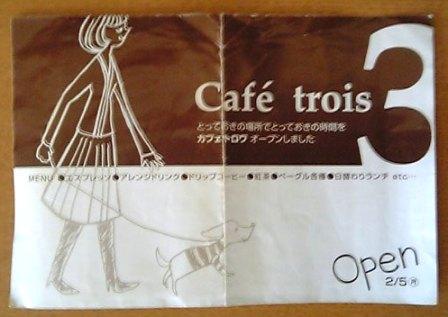 3
Café trois
とっておきの場所でとっておきの時間を
カフェトロワ オープンしました
MENU ●エスプレッソ●アレンジドリンク●ドリップコーヒー●紅茶●ベーグル各種●日替わりランチ etc…
Open
2/5㊊